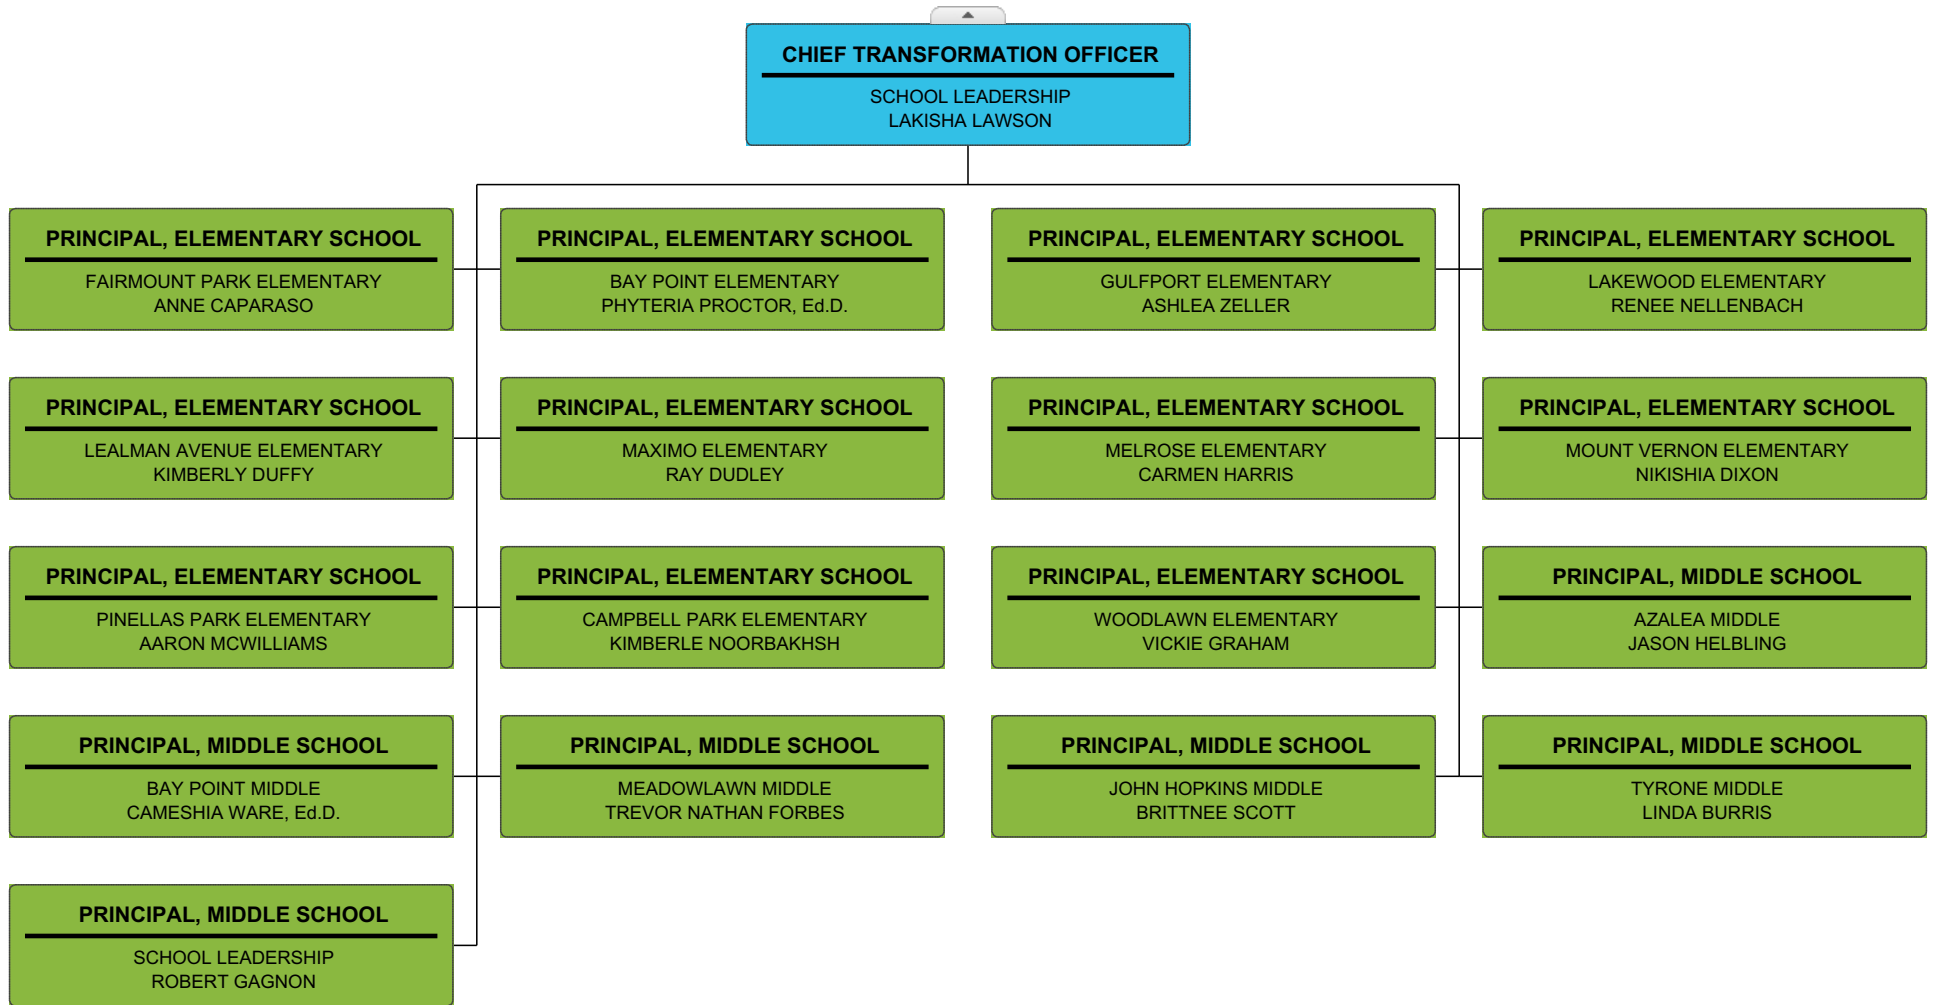 CHIEF TRANSFORMATION OFFICER
SCHOOL LEADERSHIP
LAKISHA LAWSON
PRINCIPAL, ELEMENTARY SCHOOL
FAIRMOUNT PARK ELEMENTARY
ANNE CAPARASO
PRINCIPAL, ELEMENTARY SCHOOL
BAY POINT ELEMENTARY
PHYTERIA PROCTOR, Ed.D.
PRINCIPAL, ELEMENTARY SCHOOL
GULFPORT ELEMENTARY
ASHLEA ZELLER
PRINCIPAL, ELEMENTARY SCHOOL
LAKEWOOD ELEMENTARY
RENEE NELLENBACH
PRINCIPAL, ELEMENTARY SCHOOL
LEALMAN AVENUE ELEMENTARY
KIMBERLY DUFFY
PRINCIPAL, ELEMENTARY SCHOOL
MAXIMO ELEMENTARY
RAY DUDLEY
PRINCIPAL, ELEMENTARY SCHOOL
MELROSE ELEMENTARY
CARMEN HARRIS
PRINCIPAL, ELEMENTARY SCHOOL
MOUNT VERNON ELEMENTARY
NIKISHIA DIXON
PRINCIPAL, ELEMENTARY SCHOOL
PINELLAS PARK ELEMENTARY
AARON MCWILLIAMS
PRINCIPAL, ELEMENTARY SCHOOL
CAMPBELL PARK ELEMENTARY
KIMBERLE NOORBAKHSH
PRINCIPAL, ELEMENTARY SCHOOL
WOODLAWN ELEMENTARY
VICKIE GRAHAM
PRINCIPAL, MIDDLE SCHOOL
AZALEA MIDDLE
JASON HELBLING
PRINCIPAL, MIDDLE SCHOOL
BAY POINT MIDDLE
CAMESHIA WARE, Ed.D.
PRINCIPAL, MIDDLE SCHOOL
MEADOWLAWN MIDDLE
TREVOR NATHAN FORBES
PRINCIPAL, MIDDLE SCHOOL
JOHN HOPKINS MIDDLE
BRITTNEE SCOTT
PRINCIPAL, MIDDLE SCHOOL
TYRONE MIDDLE
LINDA BURRIS
PRINCIPAL, MIDDLE SCHOOL
SCHOOL LEADERSHIP
ROBERT GAGNON